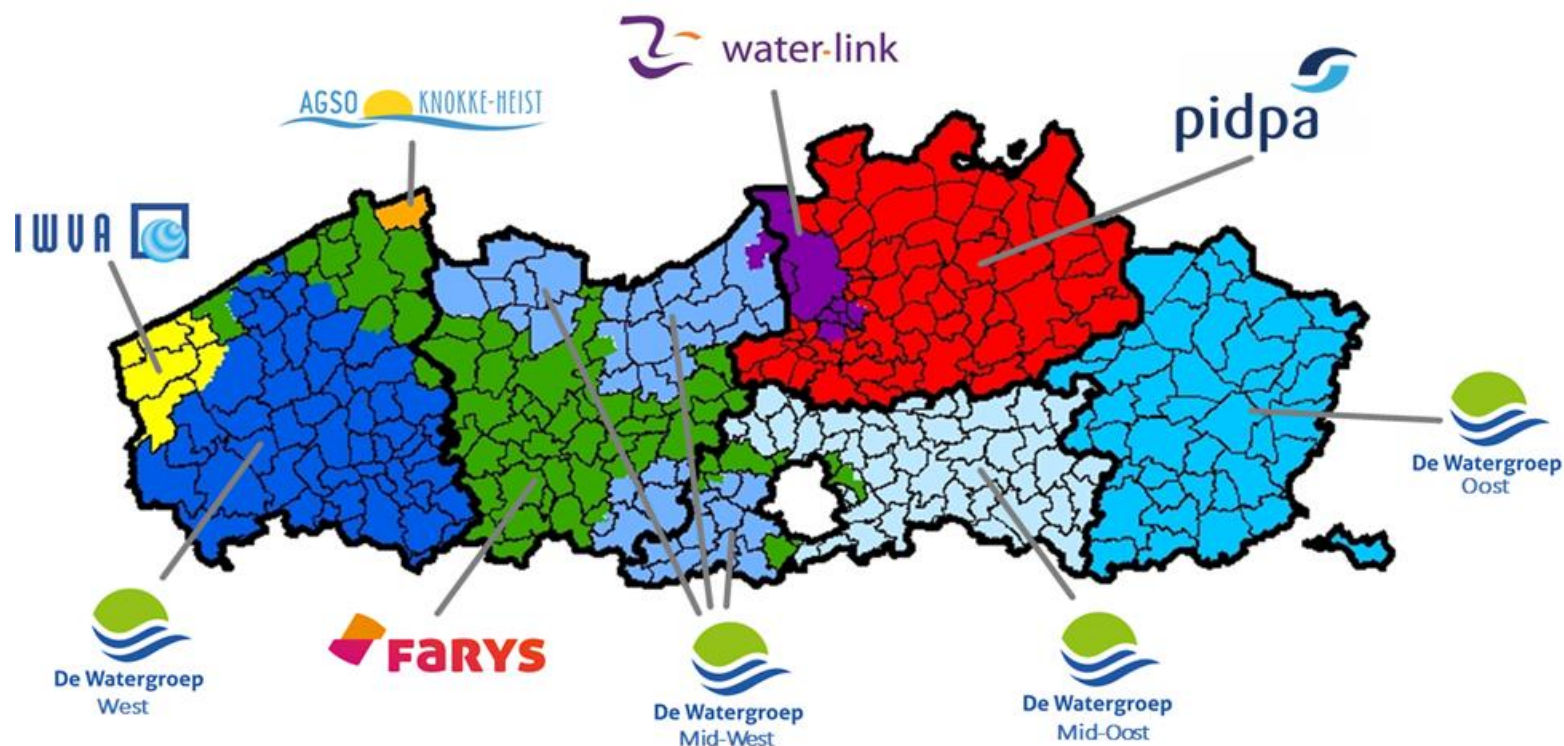 water-link
AGSO KNOKKE-HEIST
pidpa
IWVA
De Watergroep
Oost
De Watergroep
West
FARYS
De Watergroep
Mid-West
De Watergroep
Mid-Oost